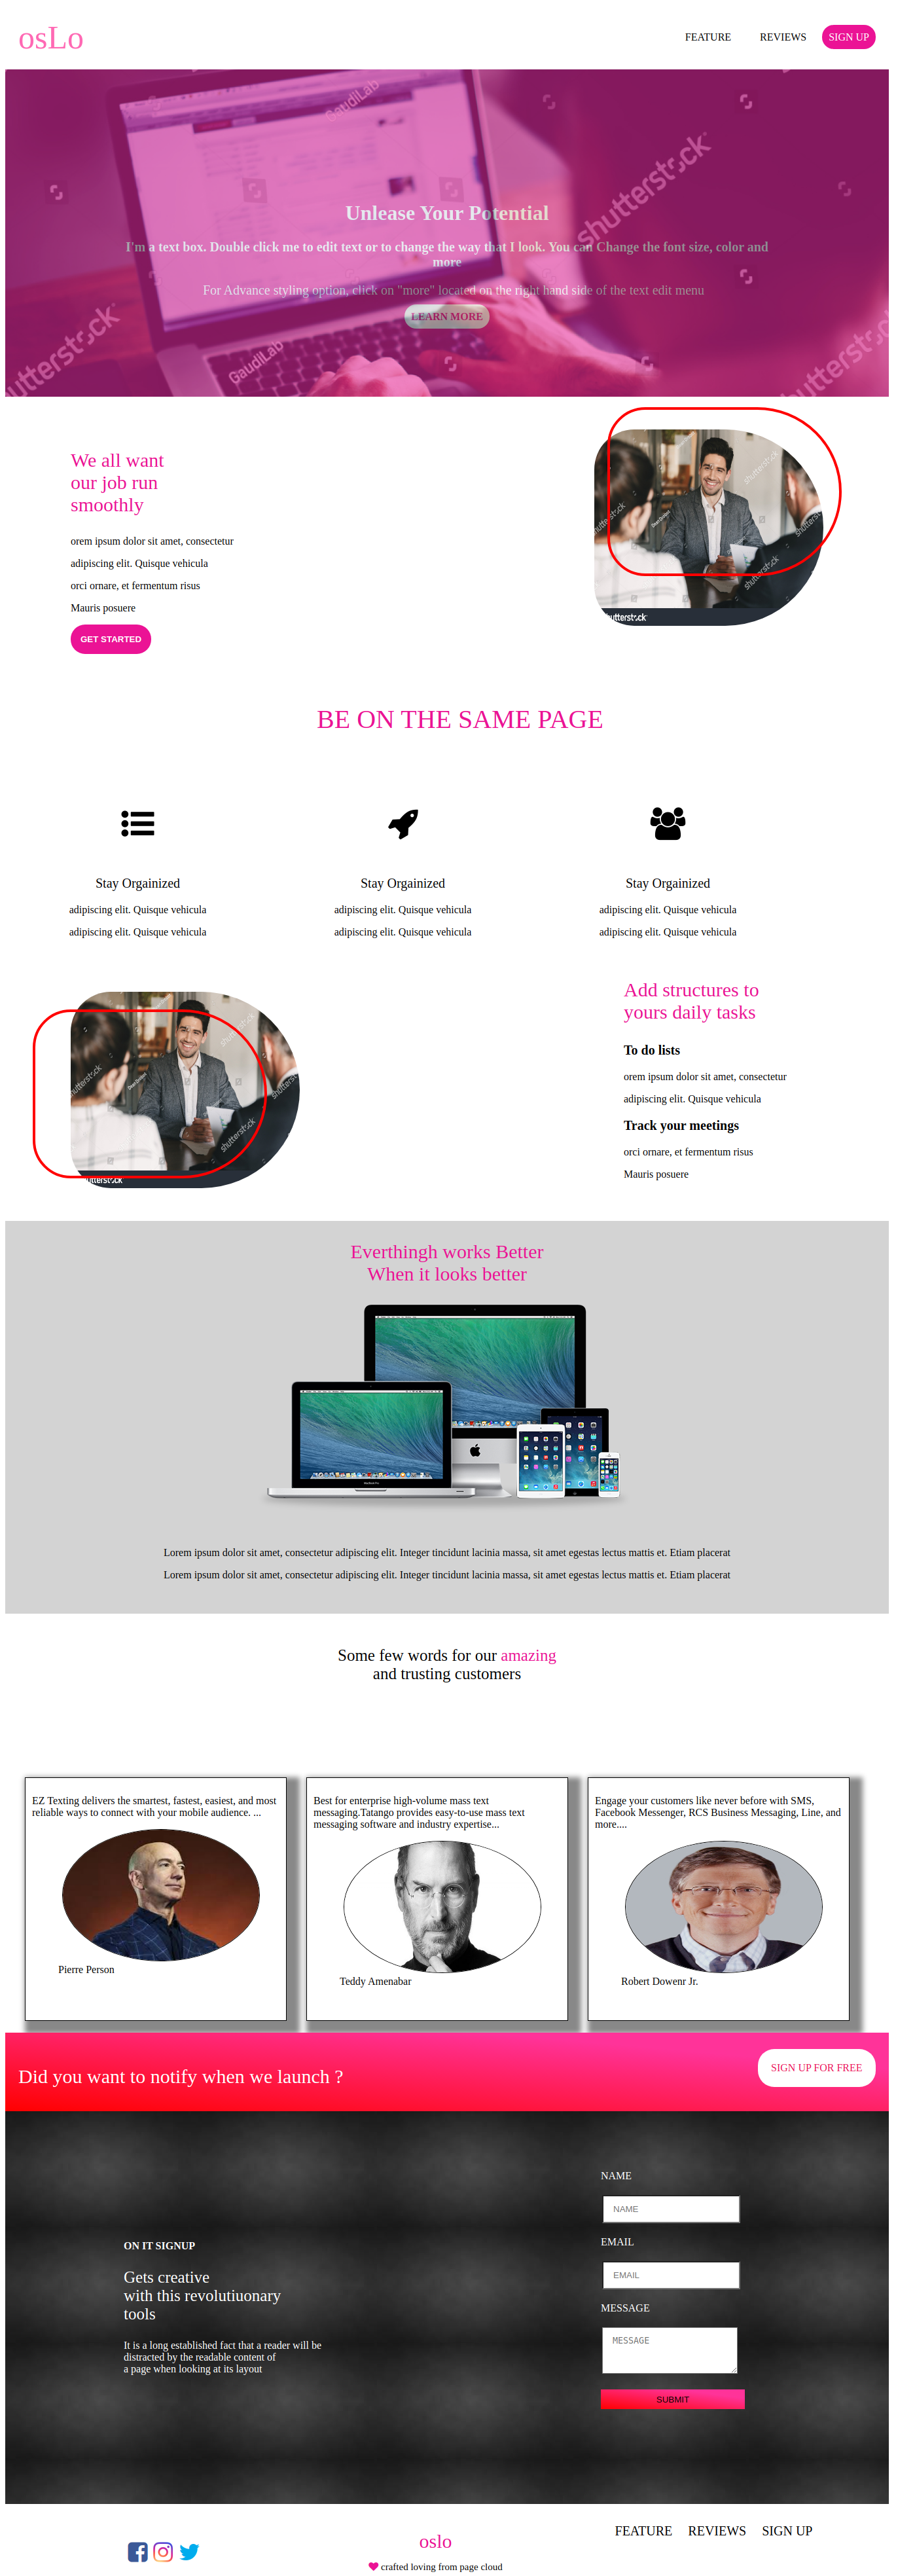 osLo
FEATURE REVIEWS SIGN UP
GaudiLab
shutterstock
Unlease Your Potential
I'm a text box. Double click me to edit text or to change the way that I look. You can Change the font size, color and
more
For Advance styling option, click on "more" located on the right hand side of the text edit menu
LEARN MORE
shutterstock
GaudiLab
shutterstock
We all want
our job run
smoothly
orem ipsum dolor sit amet, consectetur
adipiscing elit. Quisque vehicula
orci ornare, et fermentum risus
Mauris posuere
GET STARTED
shutterstock
shutterstock
shutterstock
shutterstock
shutterstock
BE ON THE SAME PAGE
Stay Orgainized
adipiscing elit. Quisque vehicula
adipiscing elit. Quisque vehicula
Stay Orgainized
adipiscing elit. Quisque vehicula
adipiscing elit. Quisque vehicula
Stay Orgainized
adipiscing elit. Quisque vehicula
adipiscing elit. Quisque vehicula
shutterstock
shutterstock
shutterstock
shutterstock
shutterstock
Add structures to
yours daily tasks
To do lists
orem ipsum dolor sit amet, consectetur
adipiscing elit. Quisque vehicula
Track your meetings
orci ornare, et fermentum risus
Mauris posuere
Everthingh works Better
When it looks better
Lorem ipsum dolor sit amet, consectetur adipiscing elit. Integer tincidunt lacinia massa, sit amet egestas lectus mattis et. Etiam placerat
Lorem ipsum dolor sit amet, consectetur adipiscing elit. Integer tincidunt lacinia massa, sit amet egestas lectus mattis et. Etiam placerat
Some few words for our amazing
and trusting customers
EZ Texting delivers the smartest, fastest, easiest, and most
reliable ways to connect with your mobile audience. ...
Pierre Person
Best for enterprise high-volume mass text
messaging.Tatango provides easy-to-use mass text
messaging software and industry expertise...
Teddy Amenabar
Engage your customers like never before with SMS,
Facebook Messenger, RCS Business Messaging, Line, and
more....
Robert Dowenr Jr.
Did you want to notify when we launch ?
SIGN UP FOR FREE
ON IT SIGNUP
Gets creative
with this revolutiuonary
tools
It is a long established fact that a reader will be
distracted by the readable content of
a page when looking at its layout
NAME
NAME
EMAIL
EMAIL
MESSAGE
MESSAGE
SUBMIT
oslo
crafted loving from page cloud
FEATURE REVIEWS SIGN UP